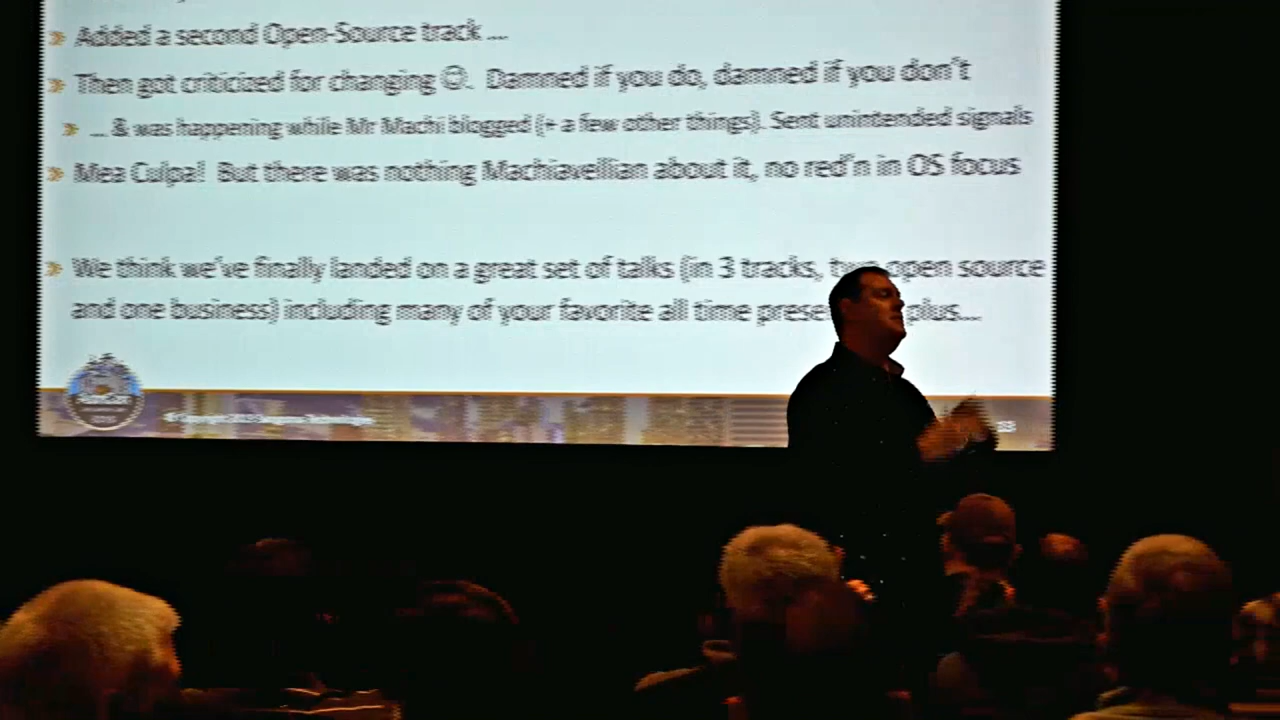 Added a second Open-Source track ...
Then got criticized for changing ☹. Damned if you do, damned if you don't
... & was happening while Mr Machi blogged (+ a few other things). Sent unintended signals
Mea Culpa! But there was nothing Machiavellian about it, no red'n in OS focus
We think we've finally landed on a great set of talks (in 3 tracks, two open source
and one business) including many of your favorite all time plus...